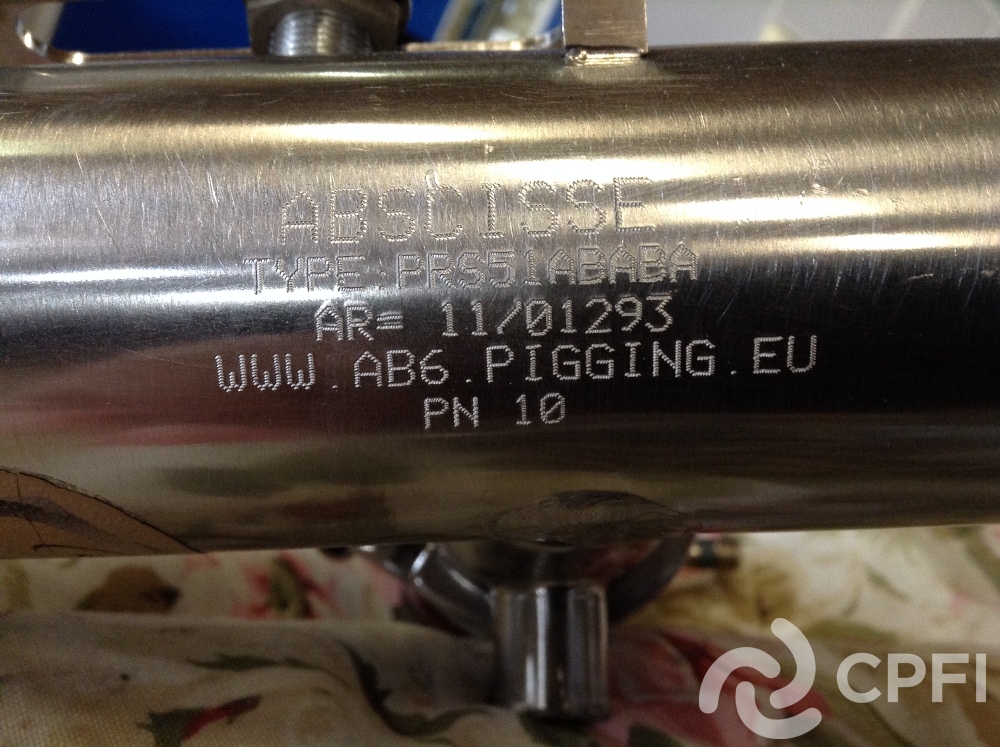 ABSCISSE
TYPE:PRS51ABABA
AR= 11/01293
WWW.AB6.PIGGING.EU
PN 10
CPFI